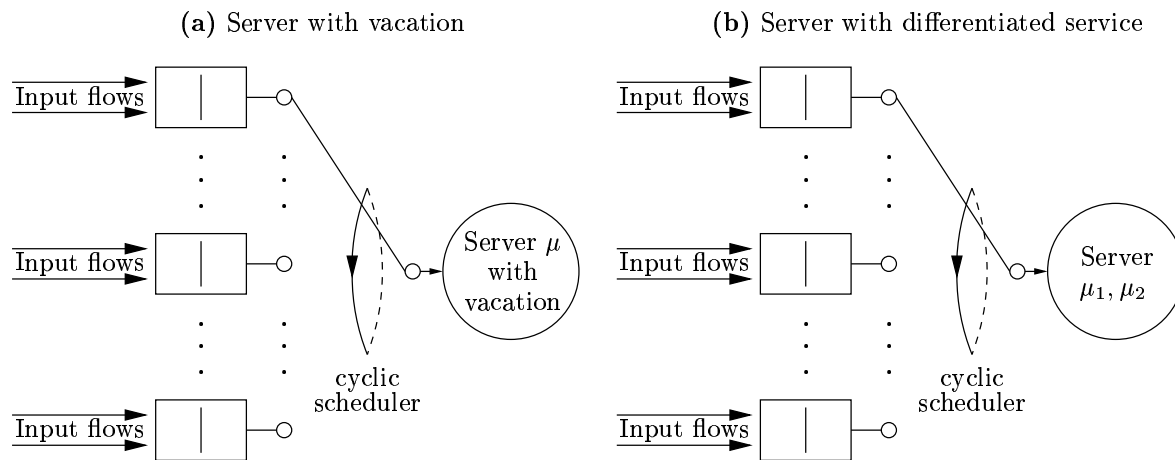 (a) Server with vacation
Input flows
Input flows
Input flows
cyclic
scheduler
Server μ
with
vacation
(b) Server with differentiated service
Input flows
Input flows
Input flows
cyclic
scheduler
Server
μ₁, μ₂